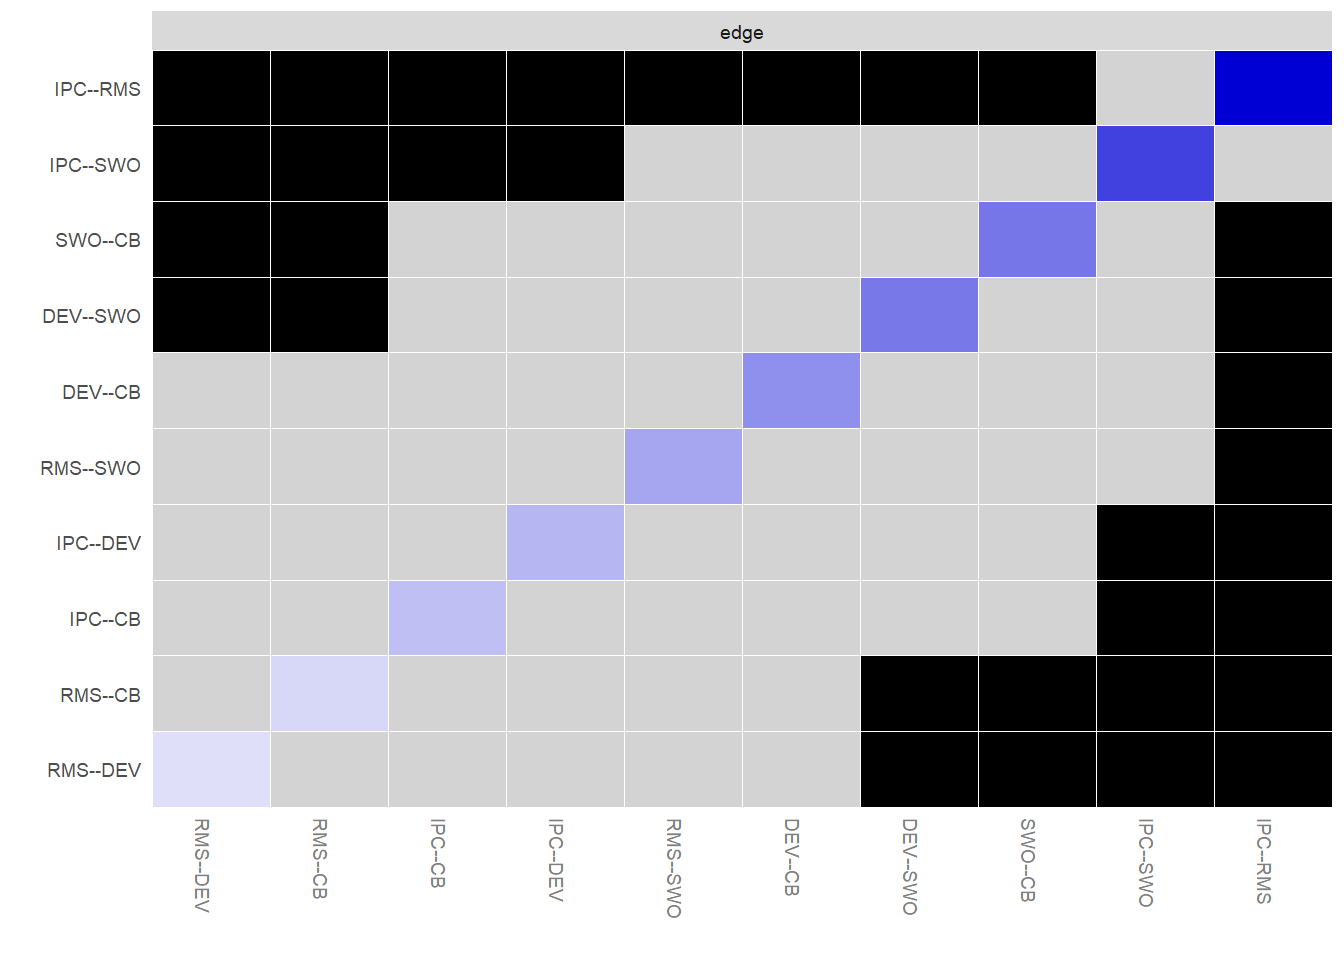 edge
IPC--RMS
IPC--SWO
SWO--CB
DEV--SWO
DEV--CB
RMS--SWO
IPC--DEV
IPC--CB
RMS--CB
RMS--DEV
RMS--DEV
RMS--CB
IPC--CB
IPC--DEV
RMS--SWO
DEV--CB
DEV--SWO
SWO--CB
IPC--SWO
IPC--RMS